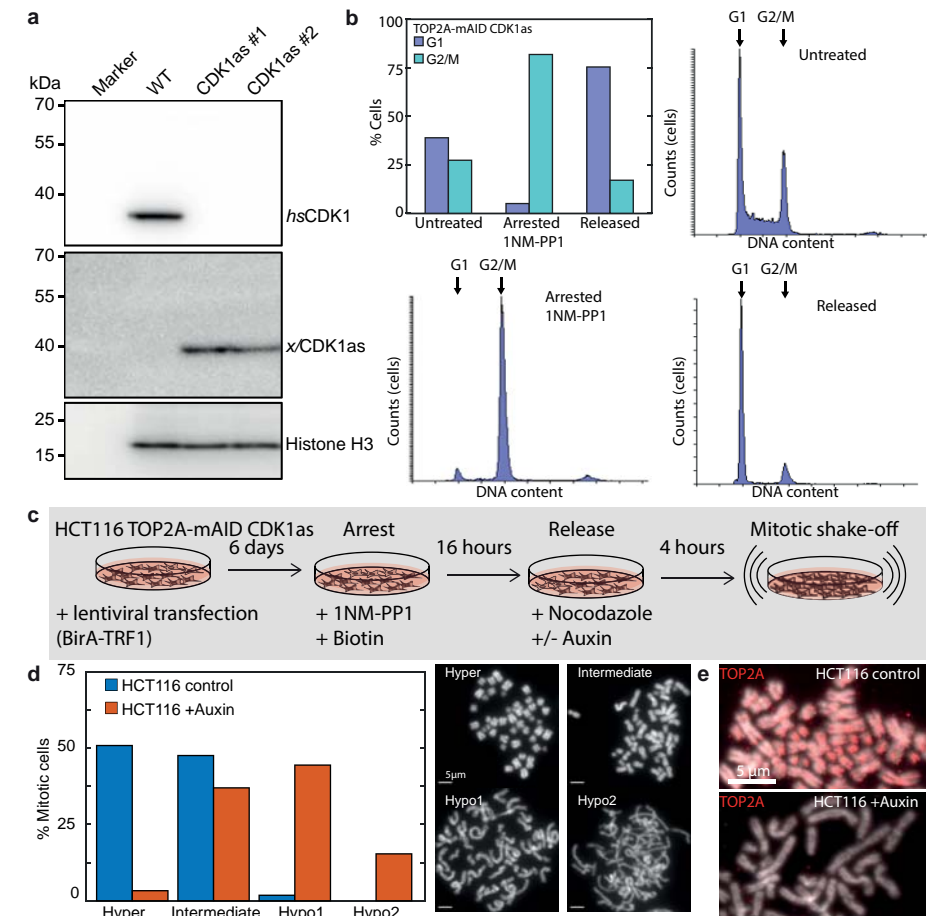 a
Marker
WT
CDK1as #1
CDK1as #2
kDa
70
55
40
hsCDK1
70
55
40
xlCDK1as
25
15
Histone H3
b
100
75
50
25
0
% Cells
TOP2A-mAID CDK1as
G1
G2/M
Untreated
Arrested
1NM-PP1
Released
G1 G2/M
Untreated
Counts (cells)
DNA content
G1 G2/M
Arrested
1NM-PP1
Counts (cells)
DNA content
G1 G2/M
Released
Counts (cells)
DNA content
c
HCT116 TOP2A-mAID CDK1as
6 days
Arrest
16 hours
Release
4 hours
Mitotic shake-off
+ lentiviral transfection
(BirA-TRF1)
+ 1NM-PP1
+ Biotin
+ Nocodazole
+/- Auxin
d
75
50
25
0
% Mitotic cells
HCT116 control
HCT116 +Auxin
Hyper Intermediate Hypo1 Hypo2
Hyper
5µm
Intermediate
Hypo1
Hypo2
e
TOP2A HCT116 control
5 µm
TOP2A HCT116 +Auxin